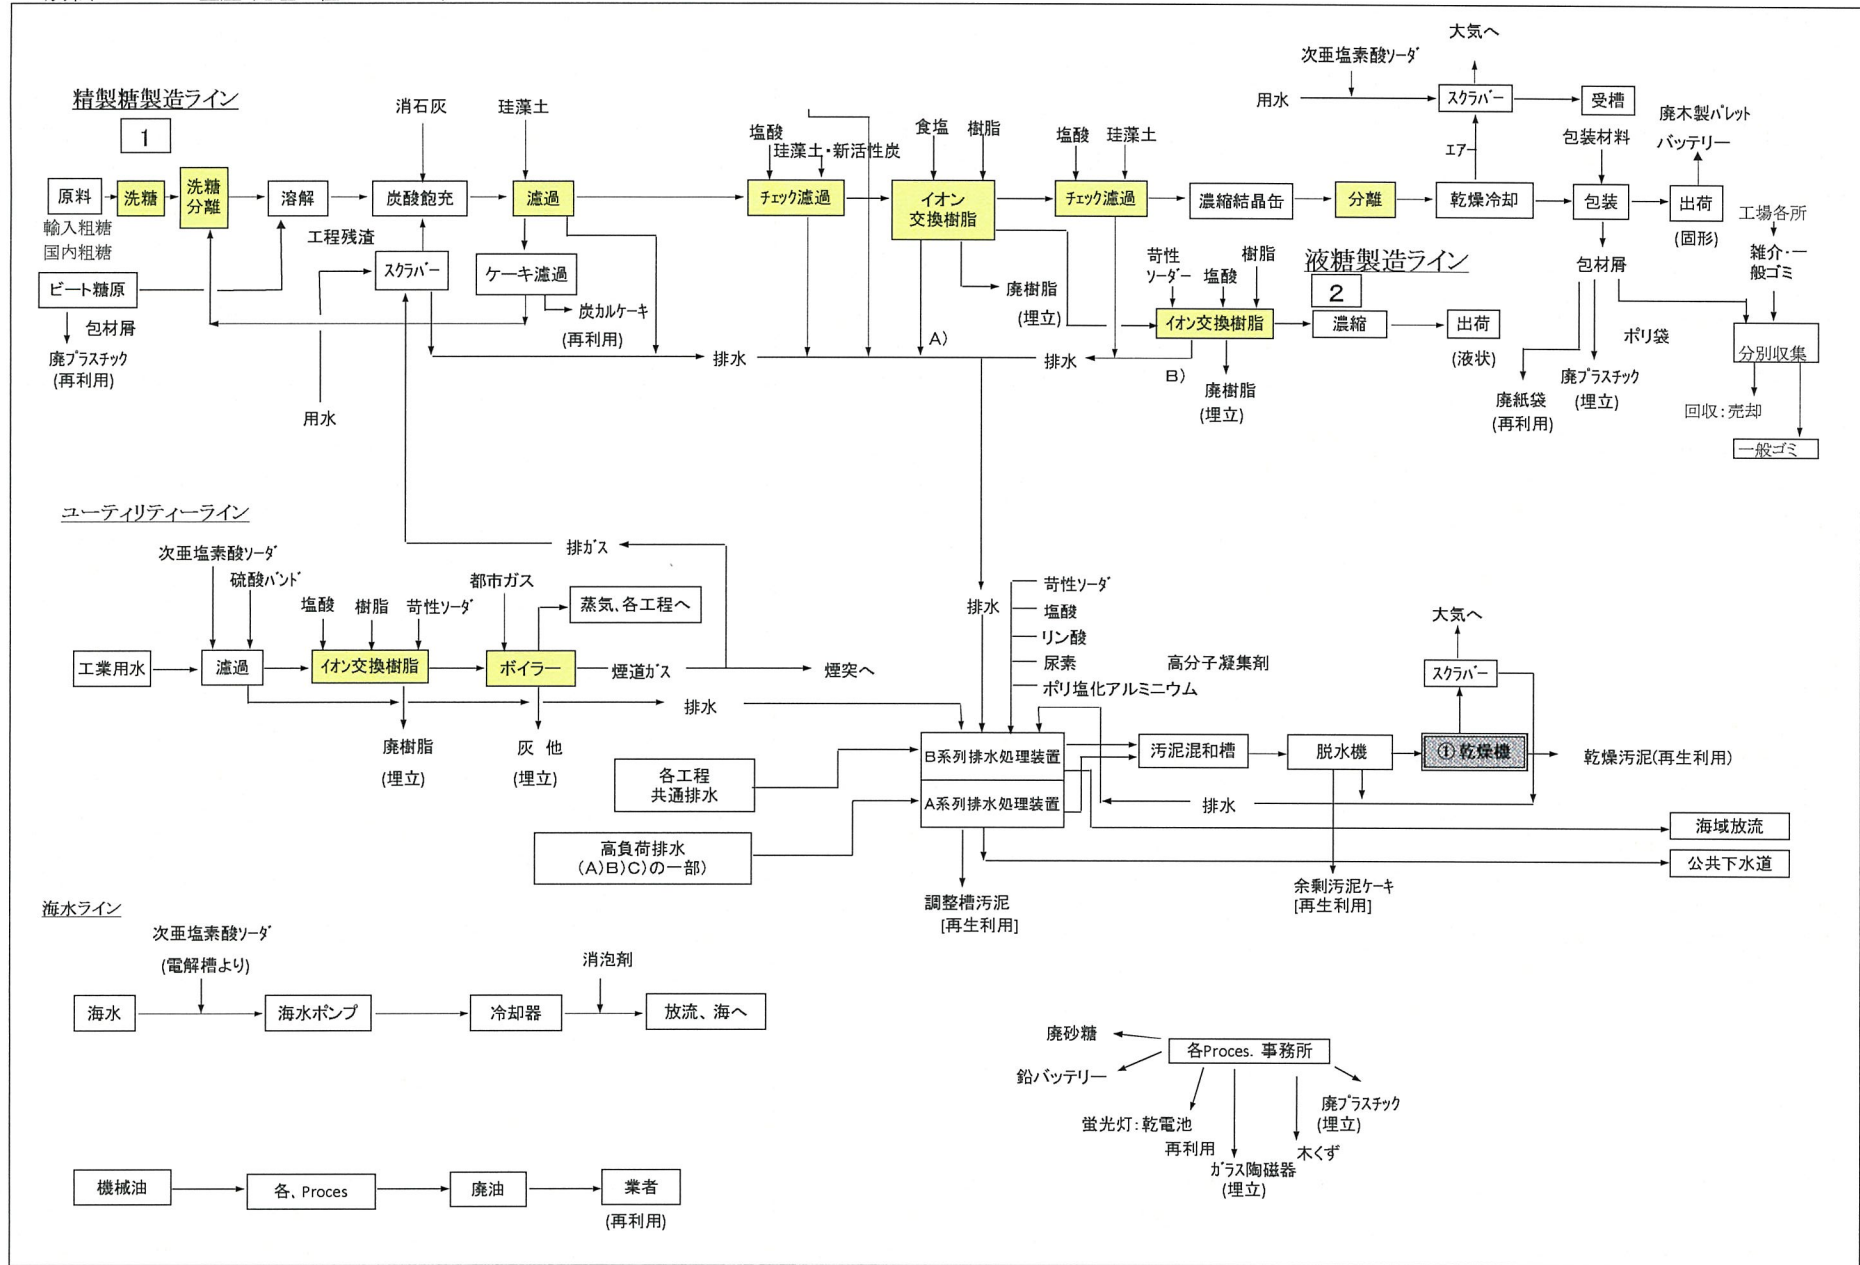 精製糖製造ライン
1
原料
輸入粗糖
国内粗糖
洗糖
洗糖
分離
溶解
消石灰
炭酸飽充
珪藻土
濾過
塩酸
珪藻土・新活性炭
チェック濾過
食塩
樹脂
イオン
交換樹脂
塩酸
珪藻土
チェック濾過
濃縮結晶缶
分離
乾燥冷却
エアー
用水
次亜塩素酸ソーダ
スクラバー
大気へ
受槽
包装材料
包装
廃木製パレット
バッテリー
出荷
(固形)
工場各所
雑介・一
般ゴミ
ビート糖原
包材屑
廃プラスチック
(再利用)
工程残渣
スクラバー
用水
ケーキ濾過
炭カルケーキ
(再利用)
排水
A)
廃樹脂
(埋立)
排水
苛性
ソーダー
塩酸
樹脂
イオン交換樹脂
B)
廃樹脂
(埋立)
液糖製造ライン
2
濃縮
出荷
(液状)
包材屑
ポリ袋
廃紙袋
(再利用)
廃プラスチック
(埋立)
分別収集
回収:売却
一般ゴミ
ユーティリティーライン
次亜塩素酸ソーダ
硫酸バンド
工業用水
濾過
塩酸
樹脂
苛性ソーダ
イオン交換樹脂
廃樹脂
(埋立)
都市ガス
ボイラー
蒸気、各工程へ
灰 他
(埋立)
排ガス
煙道ガス
煙突へ
排水
排水
苛性ソーダ
塩酸
リン酸
尿素
ポリ塩化アルミニウム
高分子凝集剤
各工程
共通排水
高負荷排水
(A)B)C)の一部)
B系列排水処理装置
A系列排水処理装置
調整槽汚泥
[再生利用]
汚泥混和槽
脱水機
①乾燥機
スクラバー
大気へ
乾燥汚泥(再生利用)
排水
余剰汚泥ケーキ
[再生利用]
海域放流
公共下水道
海水ライン
次亜塩素酸ソーダ
(電解槽より)
海水
海水ポンプ
冷却器
消泡剤
放流、海へ
各Proces. 事務所
廃砂糖
鉛バッテリー
蛍光灯:乾電池
再利用
ガラス陶磁器
(埋立)
木くず
廃プラスチック
(埋立)
機械油
各、Proces
廃油
業者
(再利用)